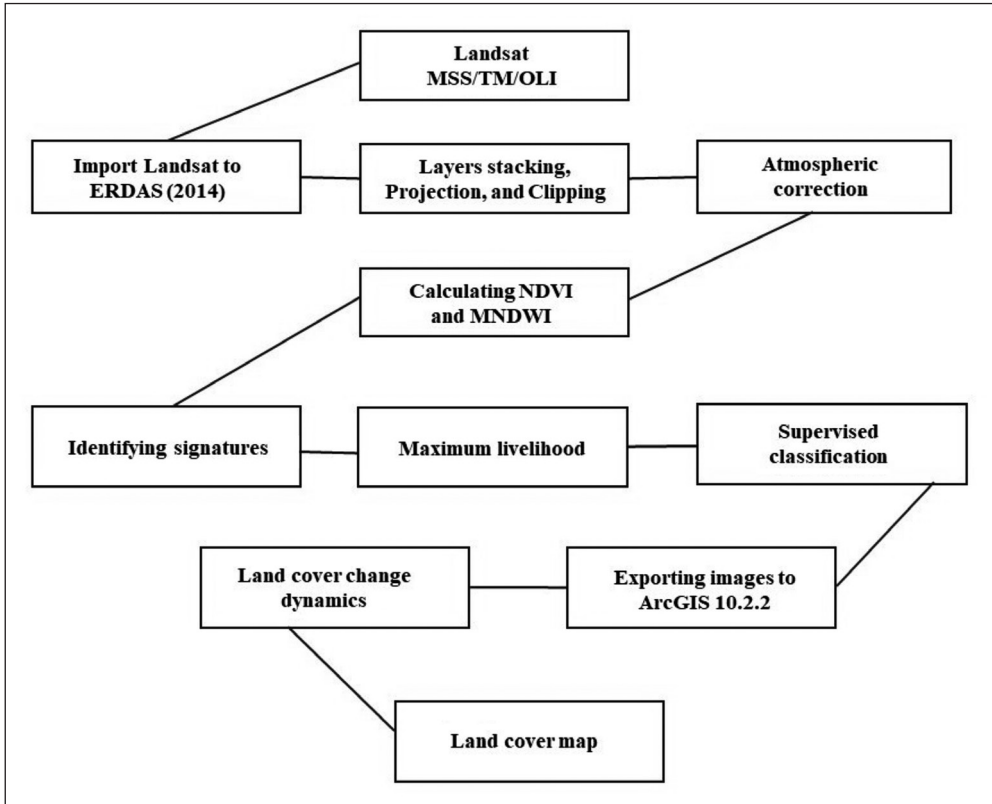 Landsat
MSS/TM/OLI
Import Landsat to
ERDAS (2014)
Layers stacking,
Projection, and Clipping
Atmospheric
correction
Calculating NDVI
and MNDWI
Identifying signatures
Maximum livelihood
Supervised
classification
Land cover change
dynamics
Exporting images to
ArcGIS 10.2.2
Land cover map